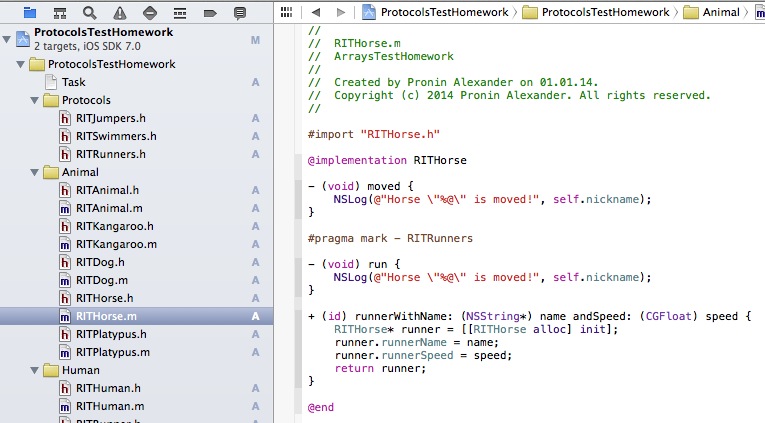 ProtocolsTestHomework
2 targets, iOS SDK 7.0
M
ProtocolsTestHomework
Task
A
Protocols
RITJumpers.h
A
RITSwimmers.h
A
RITRunners.h
A
Animal
RITAnimal.h
A
RITAnimal.m
A
RITKangaroo.h
A
RITKangaroo.m
A
RITDog.h
A
RITDog.m
A
RITHorse.h
A
RITHorse.m
A
RITPlatypus.h
A
RITPlatypus.m
A
Human
RITHuman.h
A
RITHuman.m
A
ProtocolsTestHomework
ProtocolsTestHomework
Animal
//
// RITHorse.m
// ArraysTestHomework
//
// Created by Pronin Alexander on 01.01.14.
// Copyright (c) 2014 Pronin Alexander. All rights reserved.
//
#import "RITHorse.h"
@implementation RITHorse
- (void) moved {
NSLog(@"Horse \"%@\" is moved!", self.nickname);
}
#pragma mark - RITRunners
- (void) run {
NSLog(@"Horse \"%@\" is moved!", self.nickname);
}
+ (id) runnerWithName: (NSString*) name andSpeed: (CGFloat) speed {
RITHorse* runner = [[RITHorse alloc] init];
runner.runnerName = name;
runner.runnerSpeed = speed;
return runner;
}
@end